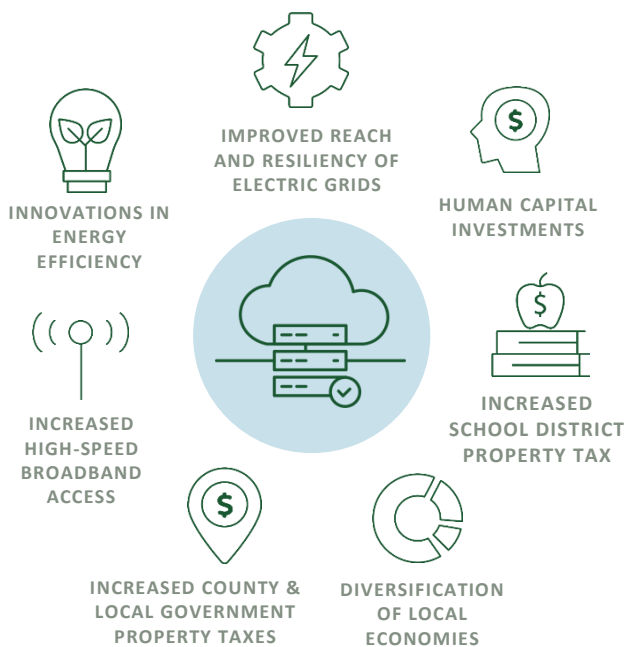 IMPROVED REACH
AND RESILIENCY OF
ELECTRIC GRIDS
$
HUMAN CAPITAL
INVESTMENTS
INNOVATIONS IN
ENERGY
EFFICIENCY
$
INCREASED
SCHOOL DISTRICT
PROPERTY TAX
INCREASED
HIGH-SPEED
BROADBAND
ACCESS
$
INCREASED COUNTY &
LOCAL GOVERNMENT
PROPERTY TAXES
DIVERSIFICATION
OF LOCAL
ECONOMIES